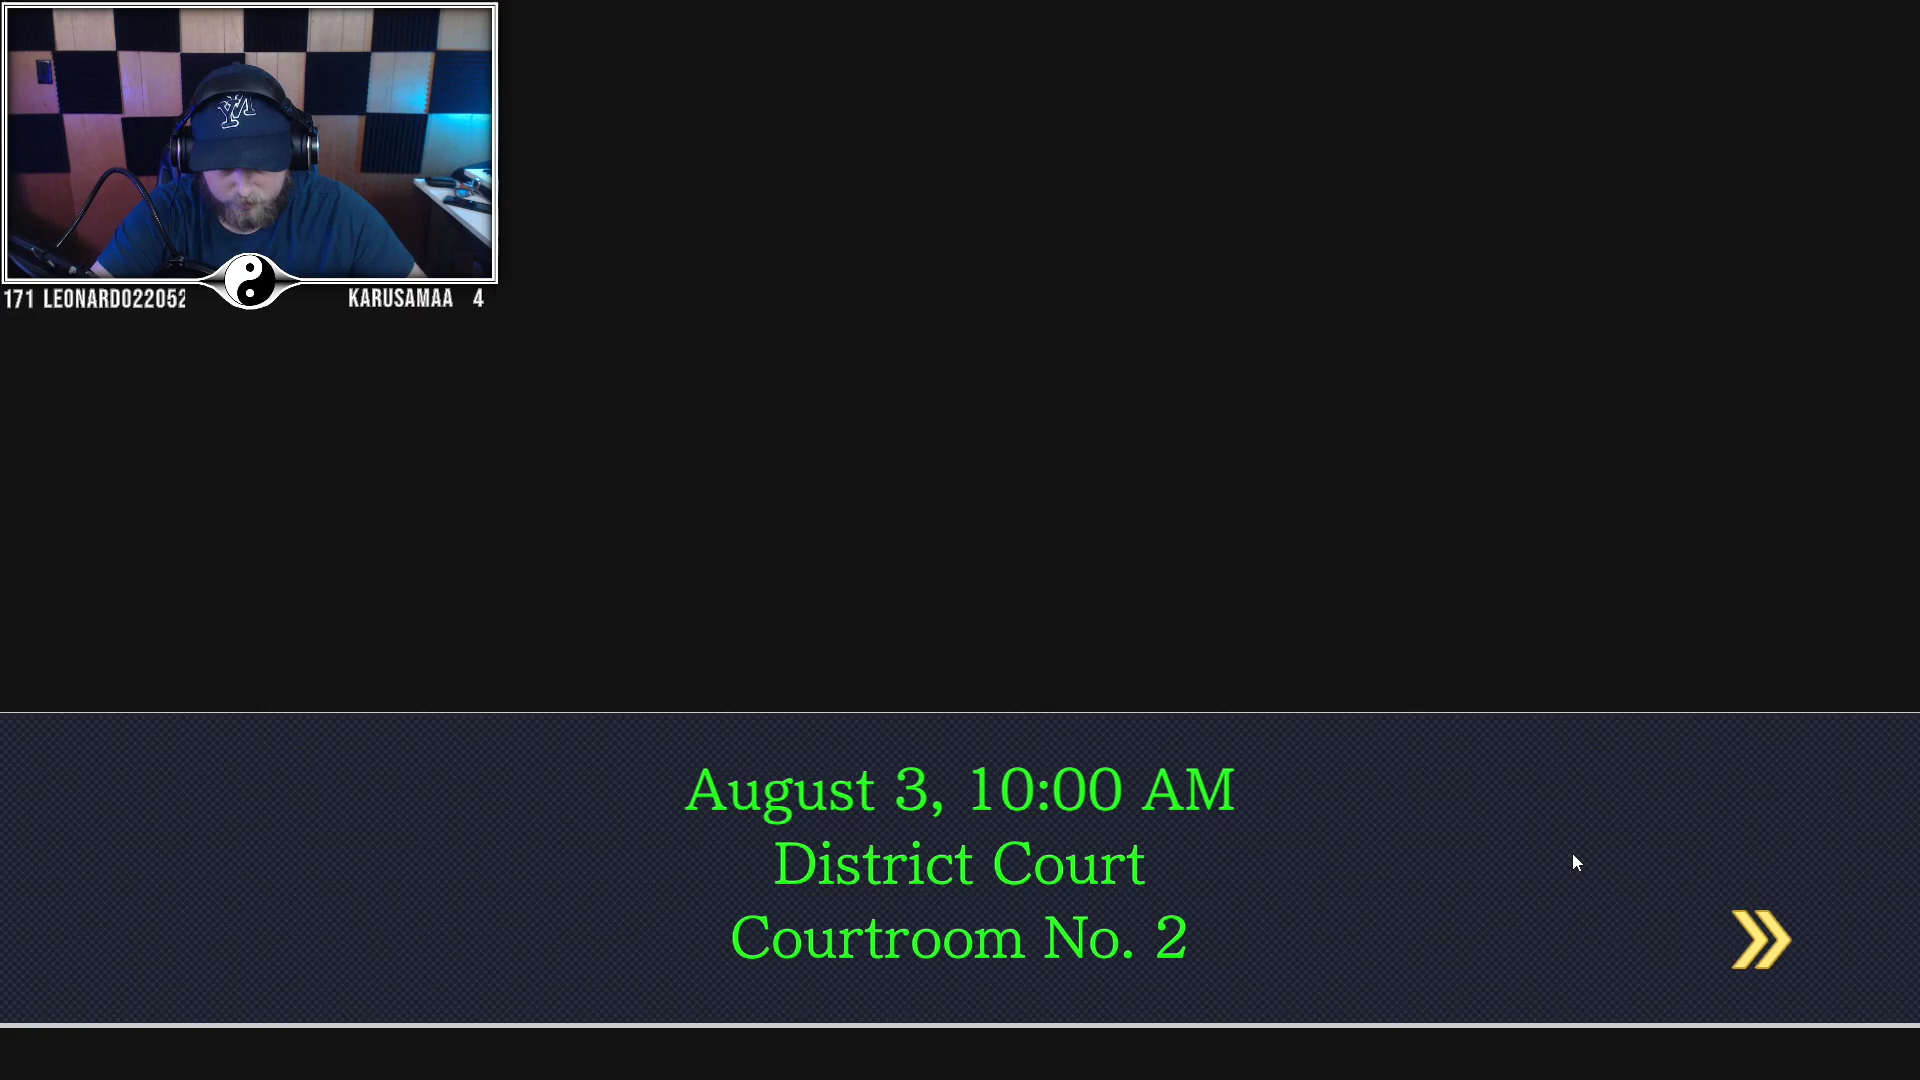 171 LEONARDO22052
KARUSAMAA 4
August 3, 10:00 AM
District Court
Courtroom No. 2